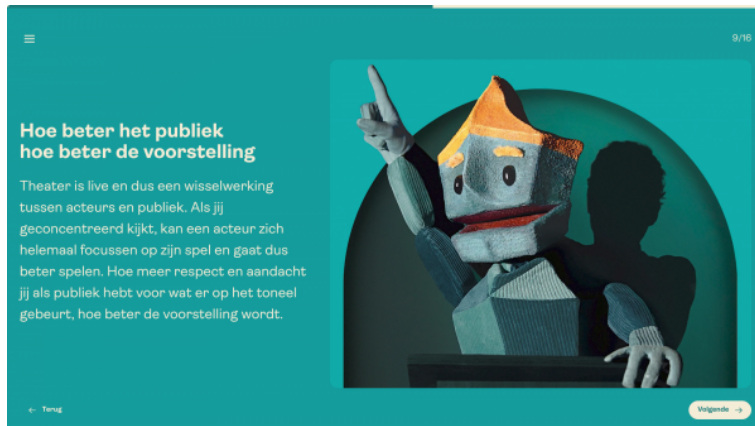 9/16
Hoe beter het publiek
hoe beter de voorstelling
Theater is live en dus een wisselwerking
tussen acteurs en publiek. Als jij
geconcentreerd kijkt, kan een acteur zich
helemaal focussen op zijn spel en gaat dus
beter spelen. Hoe meer respect en aandacht
jij als publiek hebt voor wat er op het toneel
gebeurt, hoe beter de voorstelling wordt.
Terug
Volgende